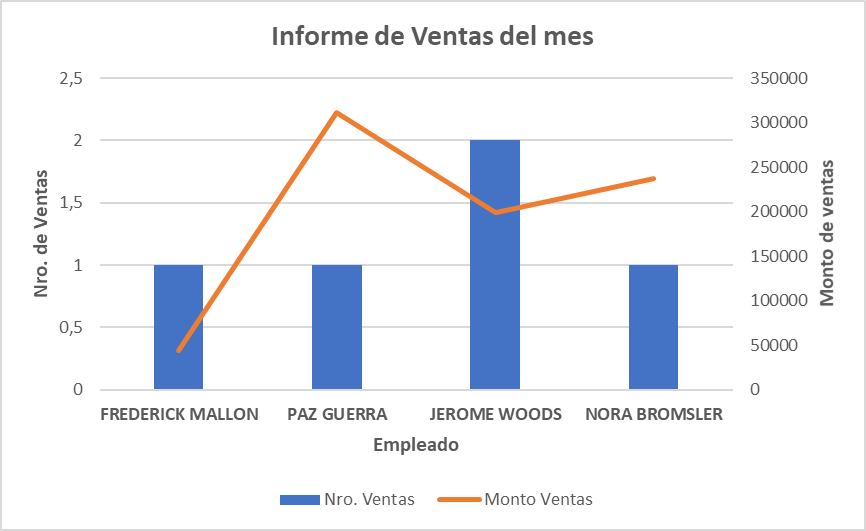 Informe de Ventas del mes
Nro. de Ventas
2,5
2
1,5
1
0,5
0
350000
300000
250000
200000
150000
100000
50000
0
Monto de ventas
FREDERICK MALLON PAZ GUERRA JEROME WOODS NORA BROMSLER
Empleado
Nro. Ventas Monto Ventas